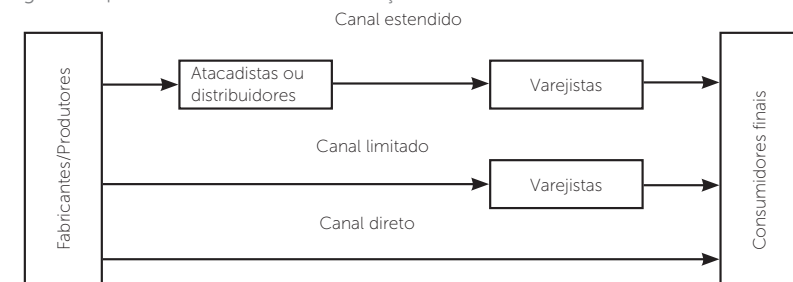 Canal estendido
Fabricantes/Produtores
Atacadistas ou
distribuidores
Varejistas
Consumidores finais
Canal limitado
Varejistas
Canal direto